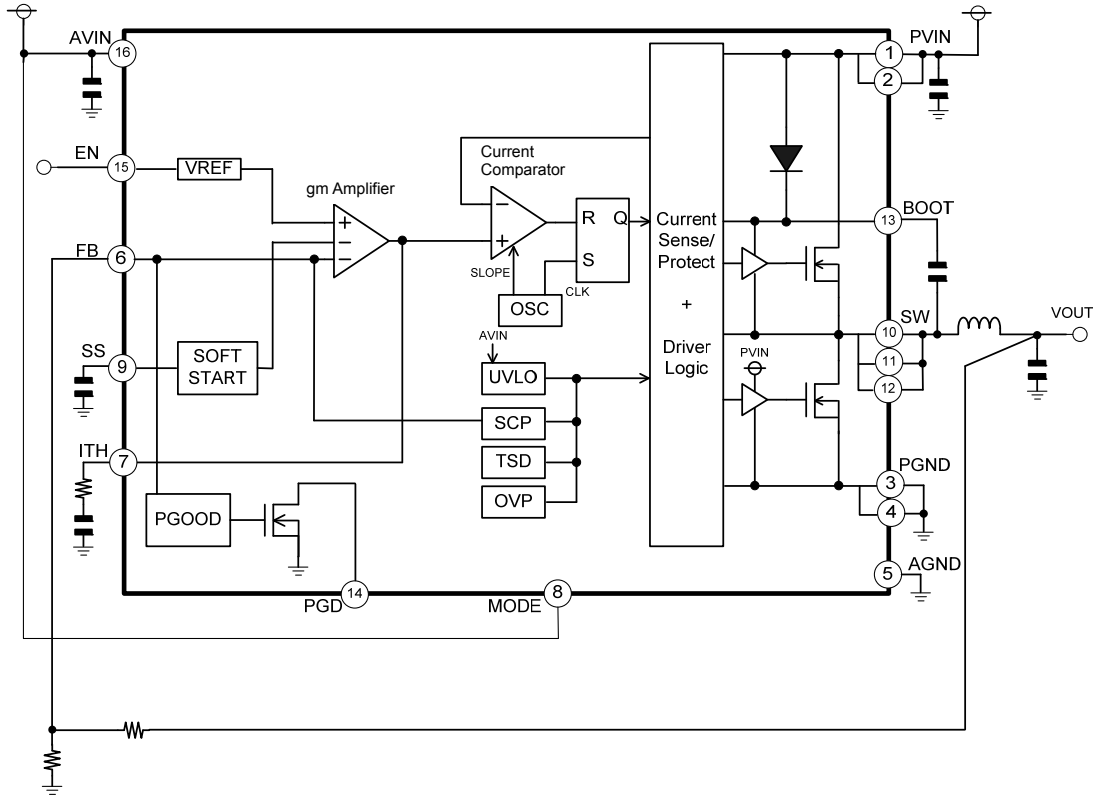 AVIN
16
PVIN
1
2
EN
15
VREF
gm Amplifier
Current
Comparator
R Q
S
SLOPE
OSC
CLK
Current
Sense/
Protect
+
Driver
Logic
BOOT
13
FB
6
+
−
−
−
+
SW
10
11
12
VOUT
SS
9
SOFT
START
AVIN
UVLO
SCP
TSD
OVP
PVIN
ITH
7
PGOOD
PGND
3
4
AGND
5
PGD
14
MODE
8